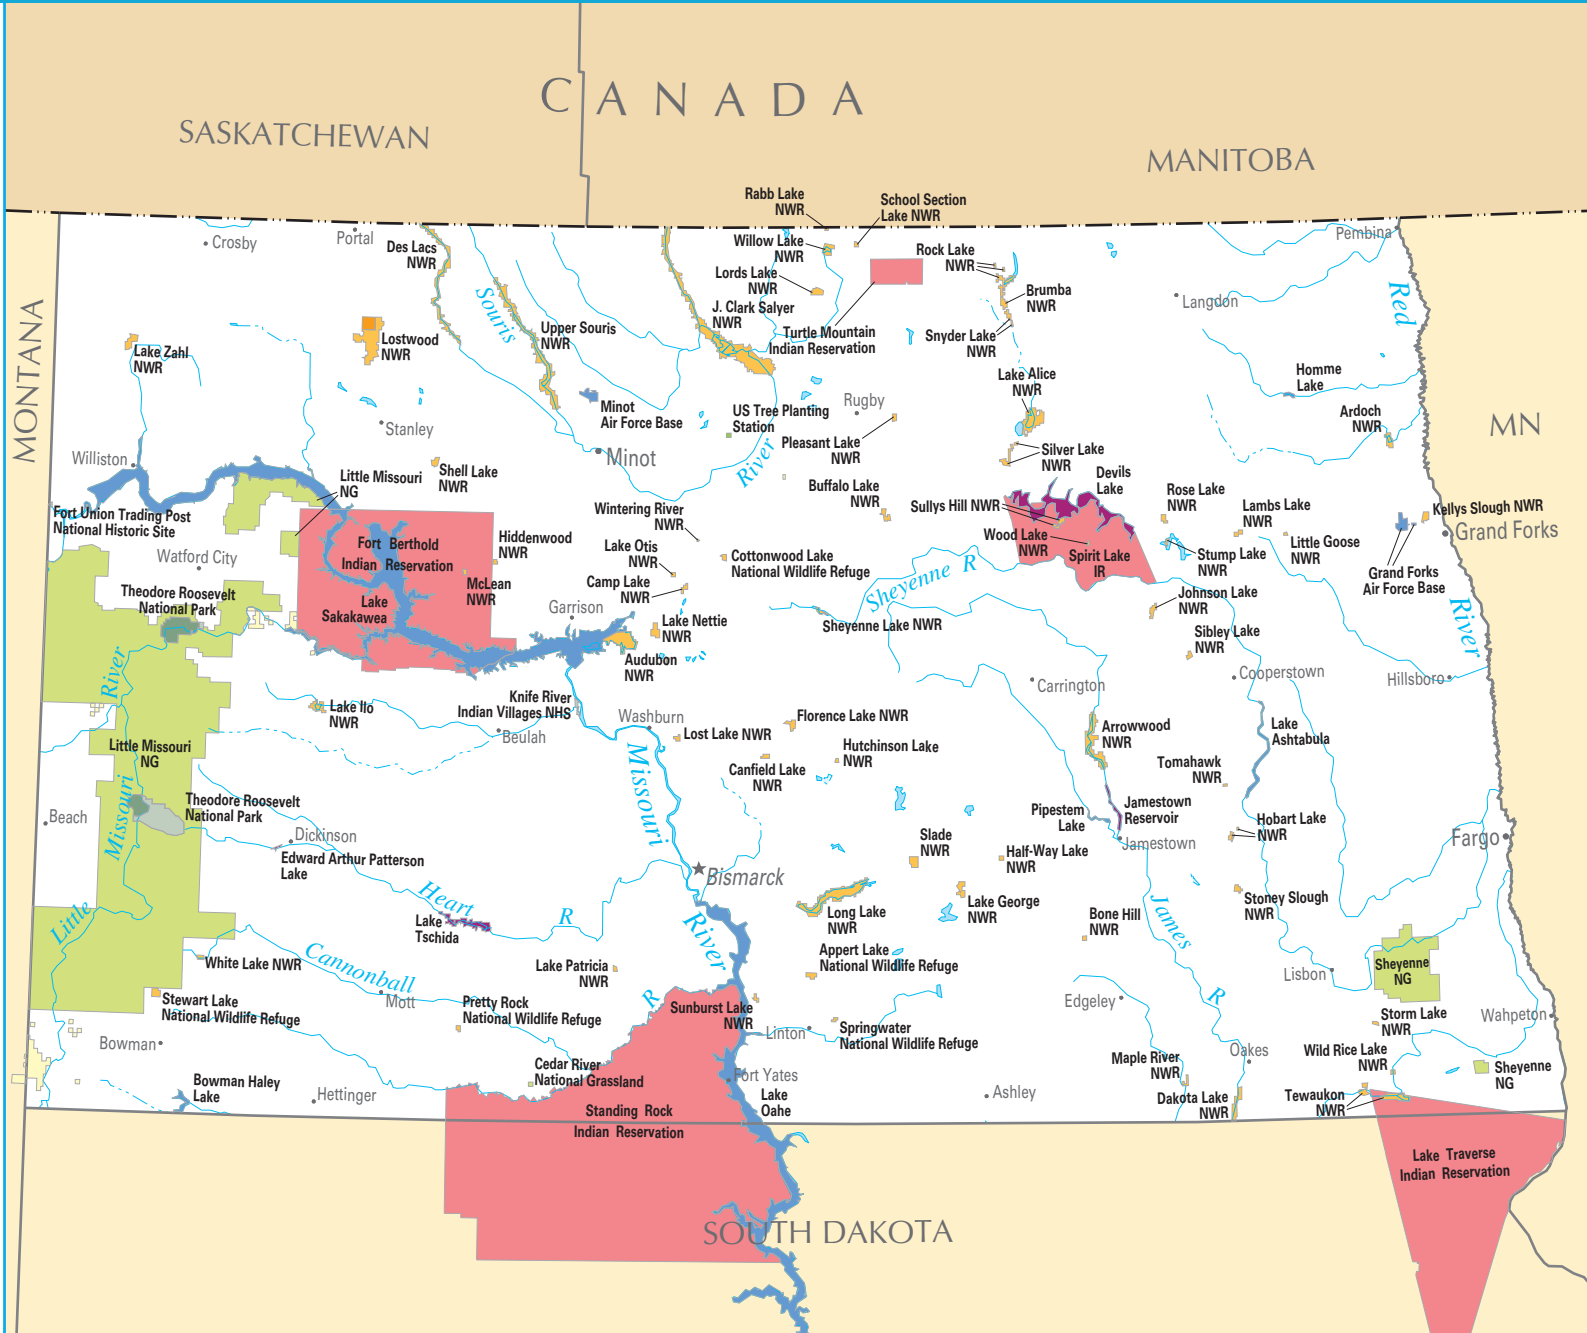 CANADA
SASKATCHEWAN
MANITOBA
Rabb Lake
NWR
School Section
Lake NWR
Crosby
Portal
Des Lacs
NWR
Willow Lake
NWR
Rock Lake
NWR
Pembina
Lords Lake
NWR
Souris
J. Clark Salyer
NWR
Brumba
NWR
Langdon
Red
MONTANA
Lake Zahl
NWR
Lostwood
NWR
Upper Souris
NWR
Turtle Mountain
Indian Reservation
Snyder Lake
NWR
Lake Alice
NWR
Homme
Lake
Minot
Air Force Base
US Tree Planting
Station
Rugby
Ardoch
NWR
MN
Stanley
Pleasant Lake
NWR
Williston
Minot
River
Silver Lake
NWR
Shell Lake
NWR
Little Missouri
NG
Devils
Lake
Buffalo Lake
NWR
Rose Lake
NWR
Fort Union Trading Post
National Historic Site
Wintering River
NWR
Sullys Hill NWR
Lambs Lake
NWR
Kellys Slough NWR
Grand Forks
Watford City
Fort Berthold
Indian Reservation
Hiddenwood
NWR
Lake Otis
NWR
Cottonwood Lake
National Wildlife Refuge
Wood Lake
NWR
Spirit Lake
IR
Stump Lake
NWR
Little Goose
NWR
Grand Forks
Air Force Base
Theodore Roosevelt
National Park
McLean
NWR
Camp Lake
NWR
Sheyenne R
Johnson Lake
NWR
River
Lake
Sakakawea
Garrison
Lake Nettie
NWR
Sheyenne Lake NWR
Sibley Lake
NWR
Audubon
NWR
River
Carrington
Cooperstown
Hillsboro
Lake Ilo
NWR
Knife River
Indian Villages NHS
Washburn
Florence Lake NWR
Beulah
Lost Lake NWR
Arrowwood
NWR
Lake
Ashtabula
Little Missouri
NG
Missouri
Hutchinson Lake
NWR
Canfield Lake
NWR
Tomahawk
NWR
Missouri
Theodore Roosevelt
National Park
Beach
Pipestem
Lake
Jamestown
Reservoir
Hobart Lake
NWR
Dickinson
Slade
NWR
Half-Way Lake
NWR
Jamestown
Fargo
Edward Arthur Patterson
Lake
Bismarck
Heart
R
Lake
Tschida
Little
River
Long Lake
NWR
Lake George
NWR
Bone Hill
NWR
James
Stoney Slough
NWR
White Lake NWR
Cannonball
Lake Patricia
NWR
Appert Lake
National Wildlife Refuge
Lisbon
Sheyenne
NG
Stewart Lake
National Wildlife Refuge
Mott
Pretty Rock
National Wildlife Refuge
R
Sunburst Lake
NWR
Edgeley
R
Storm Lake
NWR
Wahpeton
Bowman
Linton
Springwater
National Wildlife Refuge
Oakes
Wild Rice Lake
NWR
Cedar River
National Grassland
Fort Yates
Maple River
NWR
Sheyenne
NG
Bowman Haley
Lake
Hettinger
Lake
Oahe
Ashley
Dakota Lake
NWR
Tewaukon
NWR
Standing Rock
Indian Reservation
Lake Traverse
Indian Reservation
SOUTH DAKOTA